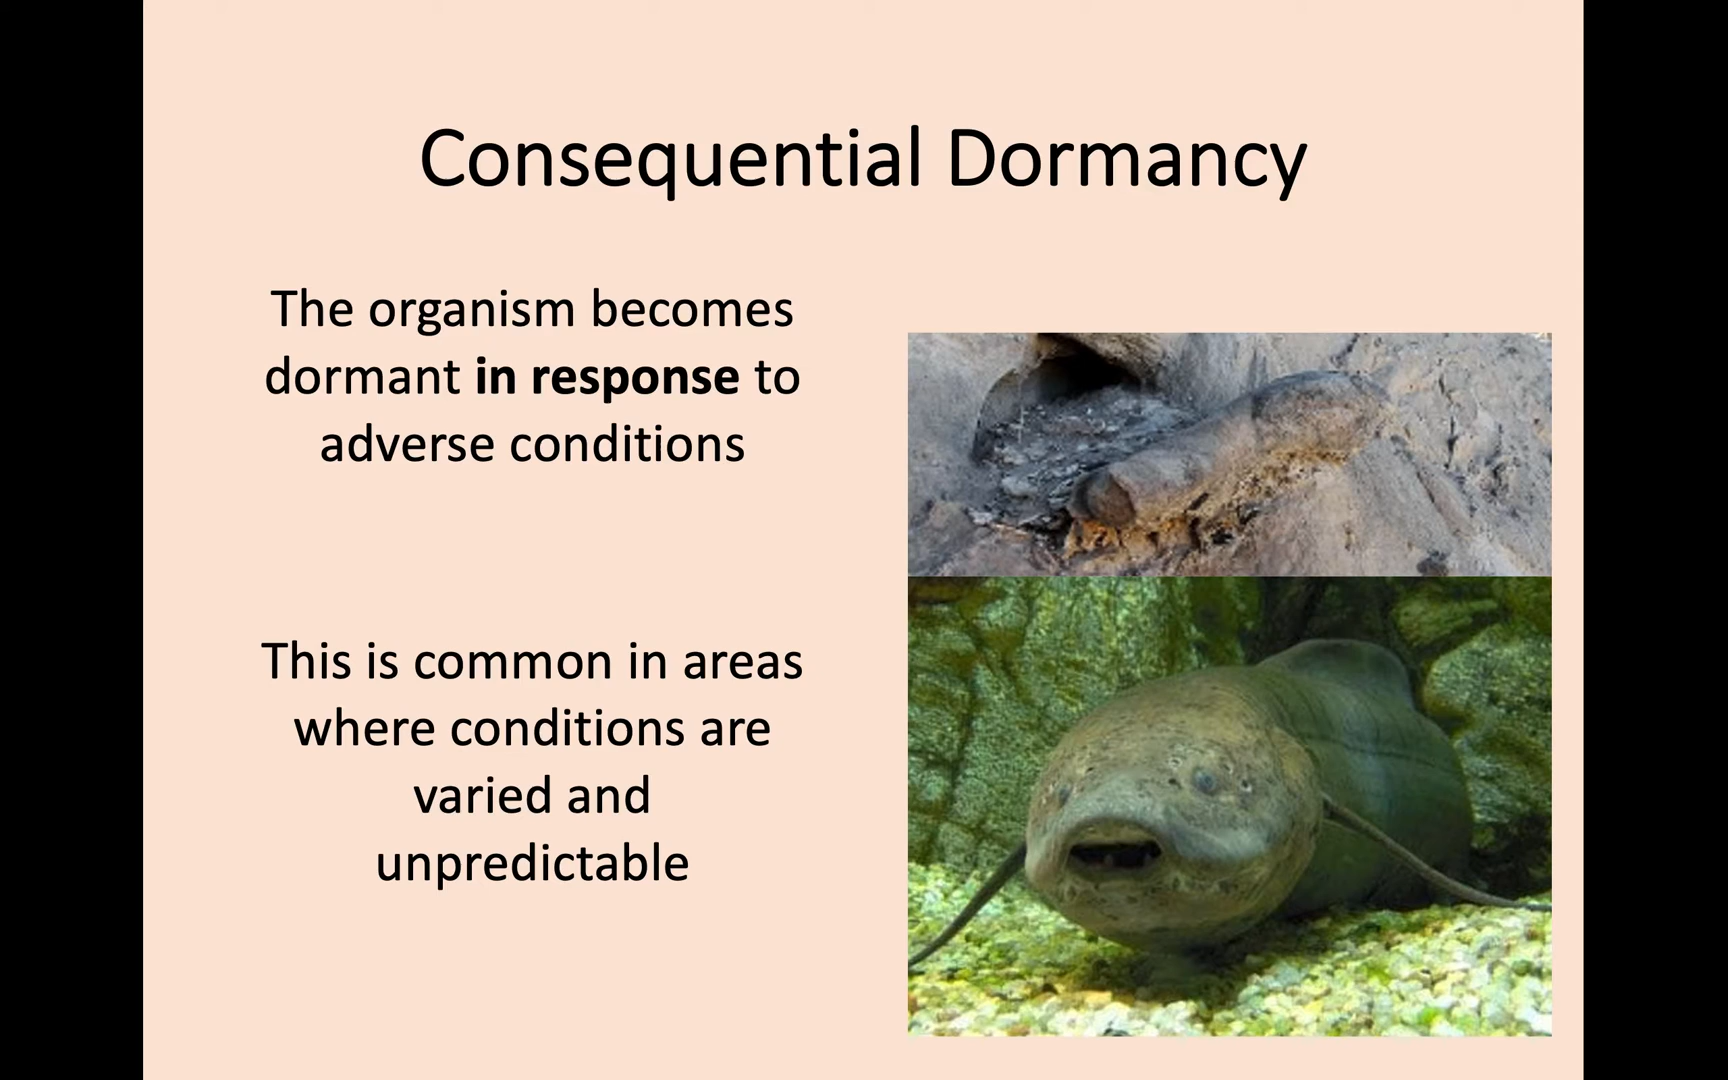 Consequential Dormancy
The organism becomes
dormant in response to
adverse conditions
This is common in areas
where conditions are
varied and
unpredictable